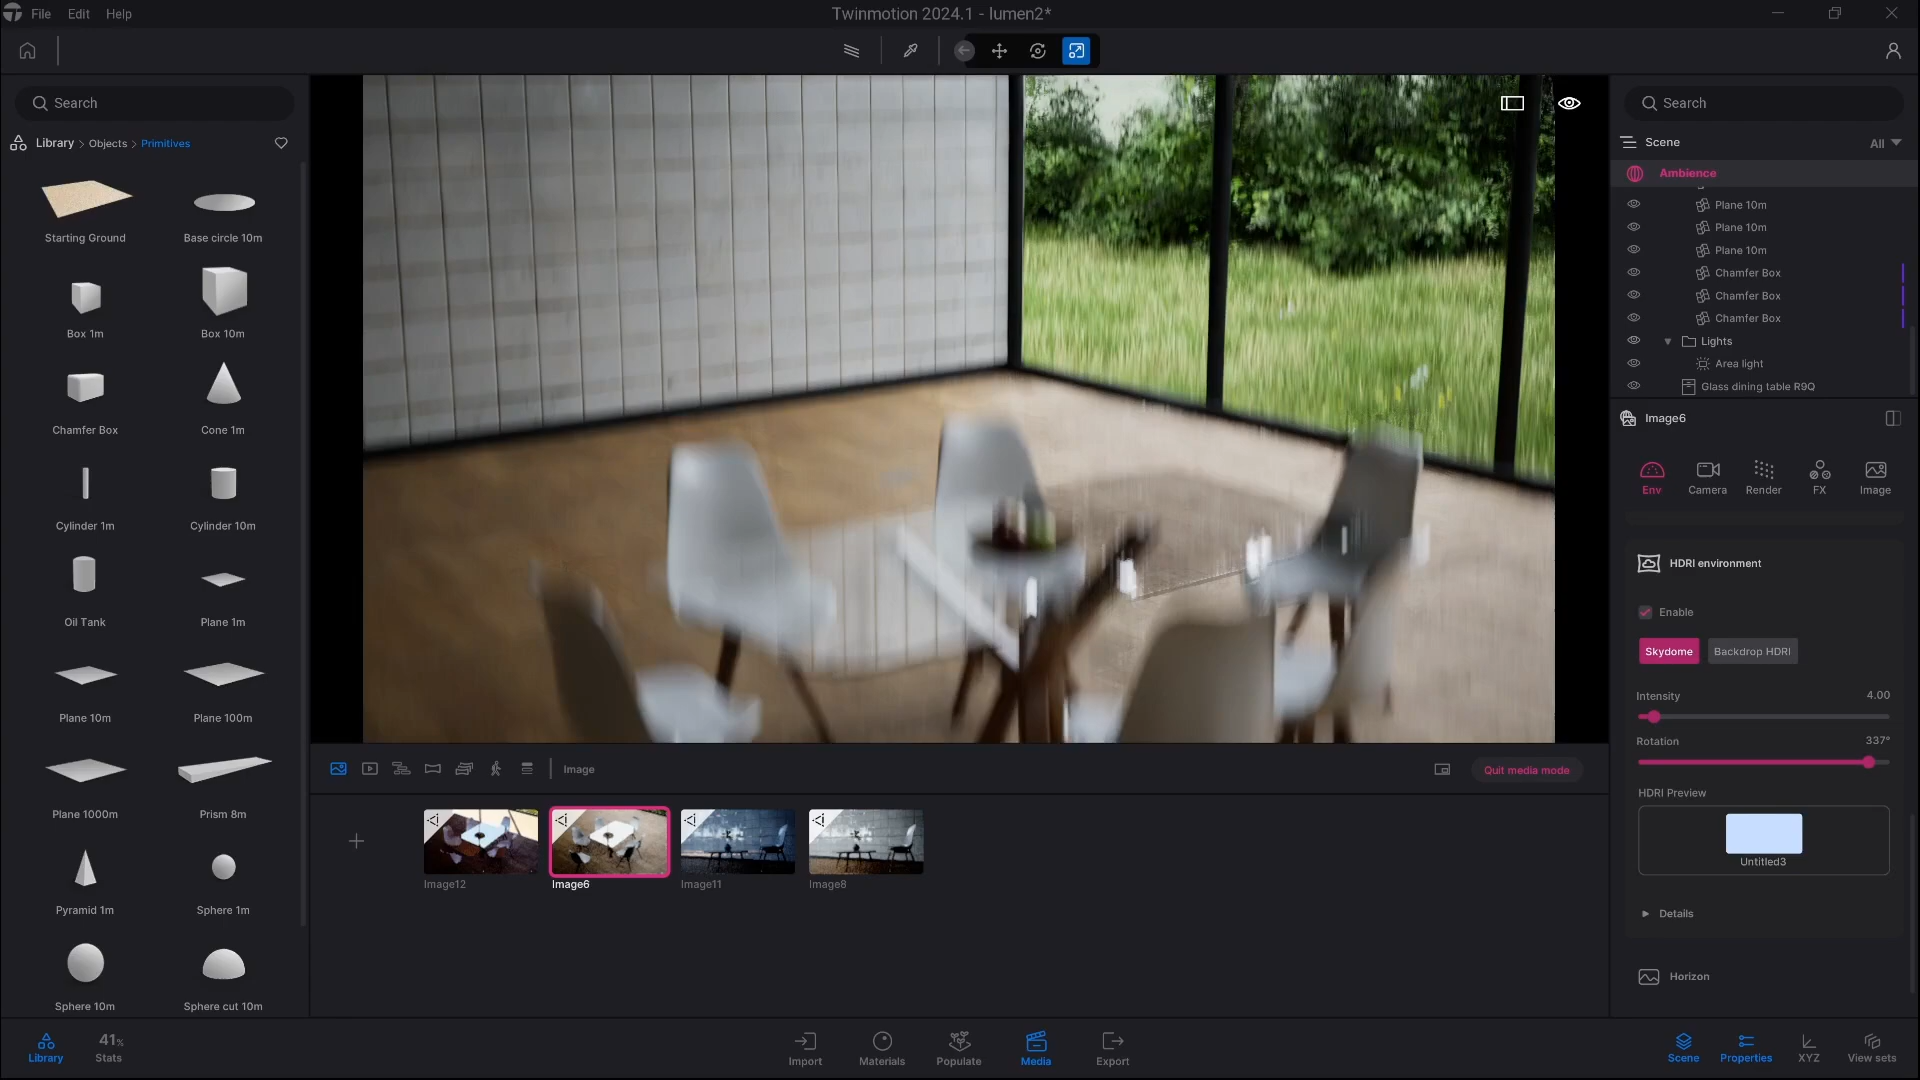 File Edit Help
Twinmotion 2024.1 - lumen2*
Search
Library > Objects > Primitives
Starting Ground
Base circle 10m
Box 1m
Box 10m
Chamfer Box
Cone 1m
Cylinder 1m
Cylinder 10m
Oil Tank
Plane 1m
Plane 10m
Plane 100m
Plane 1000m
Prism 8m
Pyramid 1m
Sphere 1m
Sphere 10m
Sphere cut 10m
Image
Quit media mode
Image12
Image6
Image11
Image8
Search
Scene
All
Ambience
Plane 10m
Plane 10m
Plane 10m
Chamfer Box
Chamfer Box
Chamfer Box
Lights
Area light
Glass dining table R9Q
Image6
Env
Camera
Render
FX
Image
HDRI environment
Enable
Skydome
Backdrop HDRI
Intensity
4.00
Rotation
337°
HDRI Preview
Untitled3
Details
Horizon
Library
41%
Stats
Import
Materials
Populate
Media
Export
Scene
Properties
XYZ
View sets